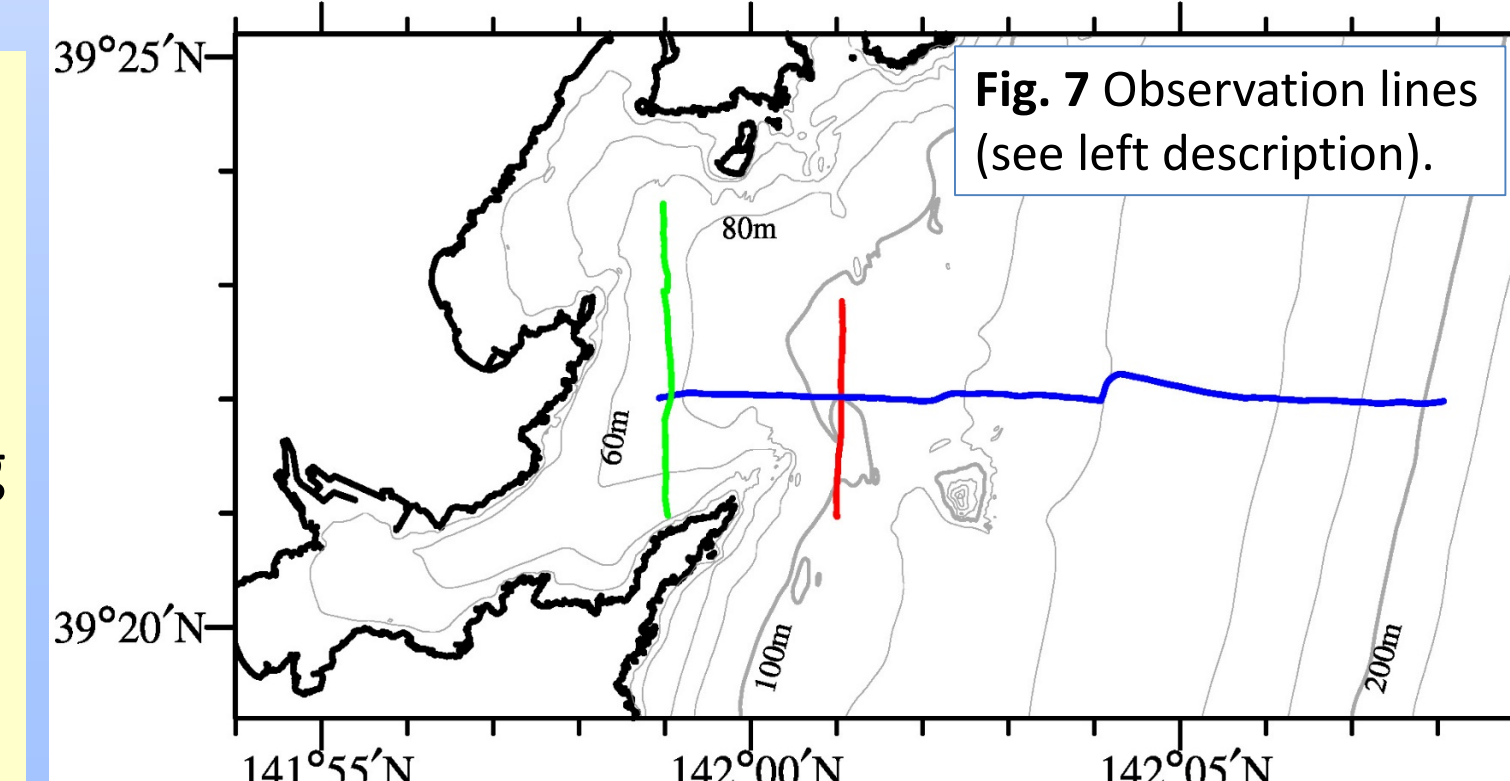 39°25′N
Fig. 7 Observation lines
(see left description).
80m
60m
g
39°20′N
100m
200m
141°55′N
142°00′N
142°05′N